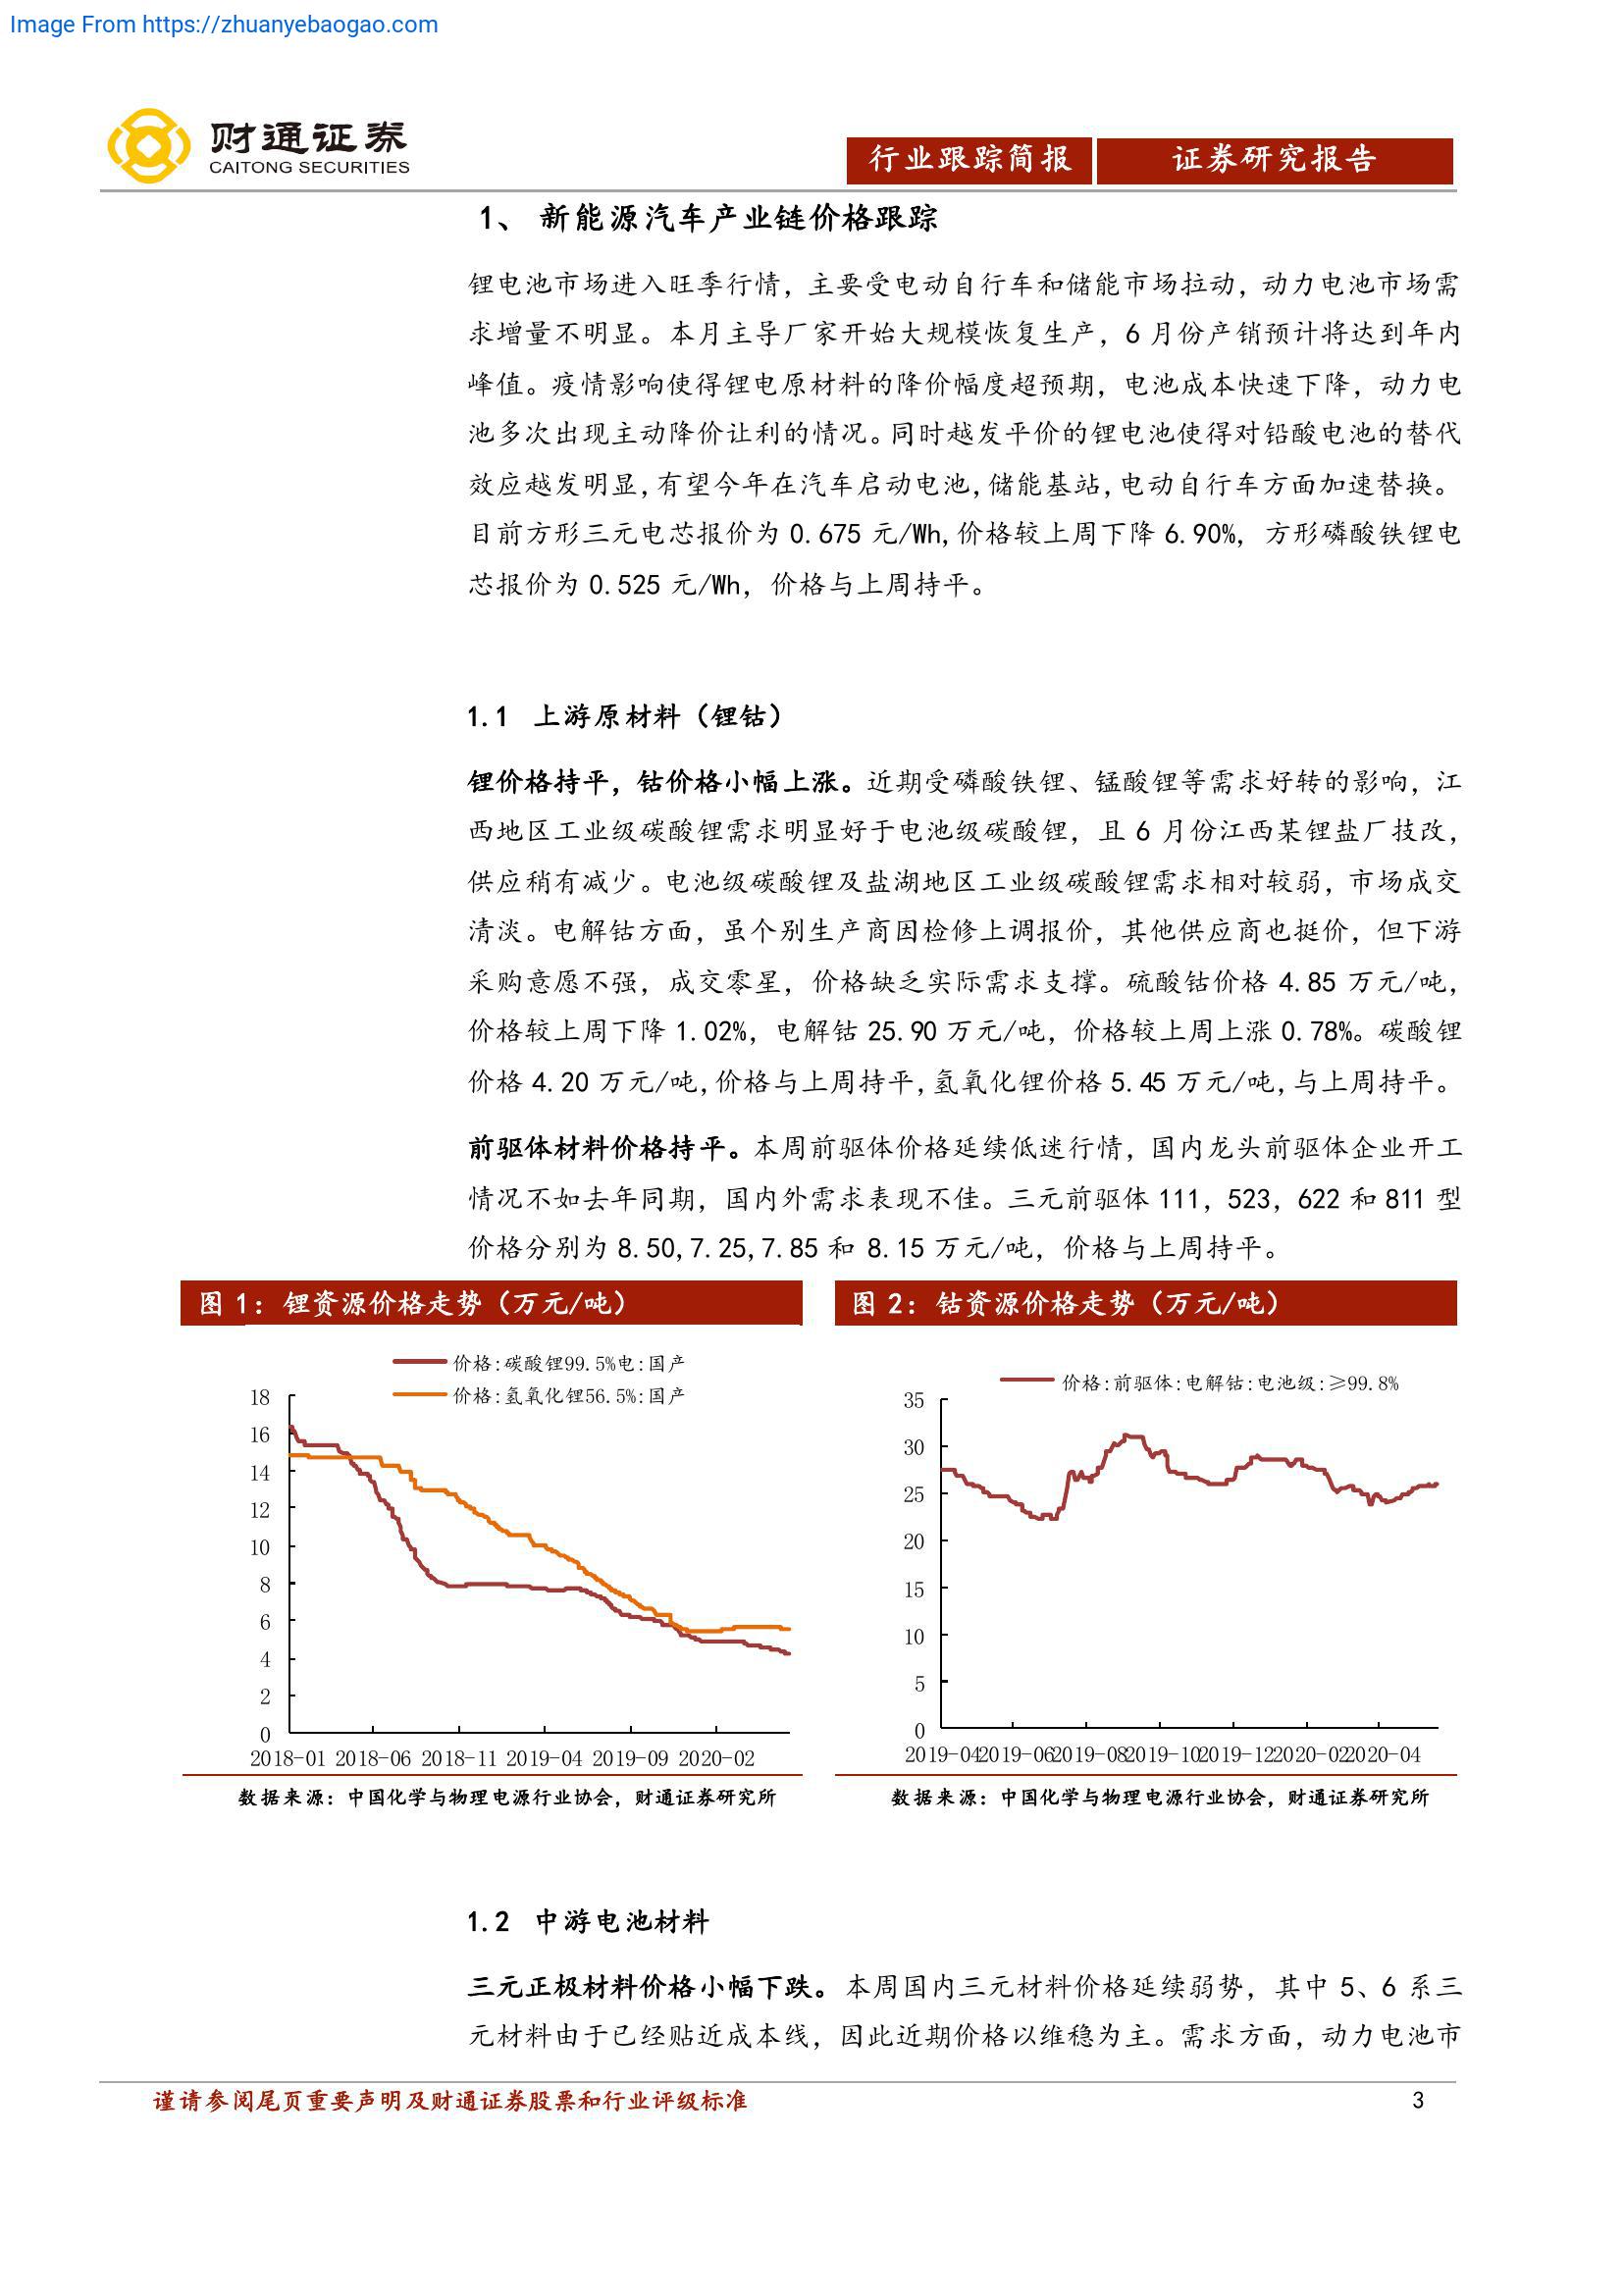 Image From https://zhuanyebaogao.com
财通证券
CAITONG SECURITIES
行业跟踪简报
证券研究报告
1、 新能源汽车产业链价格跟踪
锂电池市场进入旺季行情，主要受电动自行车和储能市场拉动，动力电池市场需
求增量不明显。本月主导厂家开始大规模恢复生产，6 月份产销预计将达到年内
峰值。疫情影响使得锂电原材料的降价幅度超预期，电池成本快速下降，动力电
池多次出现主动降价让利的情况。同时越发平价的锂电池使得对铅酸电池的替代
效应越发明显,有望今年在汽车启动电池,储能基站,电动自行车方面加速替换。
目前方形三元电芯报价为 0.675 元/Wh,价格较上周下降 6.90%，方形磷酸铁锂电
芯报价为 0.525 元/Wh，价格与上周持平。
1.1 上游原材料（锂钴）
锂价格持平，钴价格小幅上涨。近期受磷酸铁锂、锰酸锂等需求好转的影响，江
西地区工业级碳酸锂需求明显好于电池级碳酸锂，且 6 月份江西某锂盐厂技改，
供应稍有减少。电池级碳酸锂及盐湖地区工业级碳酸锂需求相对较弱，市场成交
清淡。电解钴方面，虽个别生产商因检修上调报价，其他供应商也挺价，但下游
采购意愿不强，成交零星，价格缺乏实际需求支撑。硫酸钴价格 4.85 万元/吨，
价格较上周下降 1.02%，电解钴 25.90 万元/吨，价格较上周上涨 0.78%。碳酸锂
价格 4.20 万元/吨,价格与上周持平,氢氧化锂价格 5.45 万元/吨,与上周持平。
前驱体材料价格持平。本周前驱体价格延续低迷行情，国内龙头前驱体企业开工
情况不如去年同期，国内外需求表现不佳。三元前驱体 111，523，622 和 811 型
价格分别为 8.50,7.25,7.85 和 8.15 万元/吨，价格与上周持平。
图 1：锂资源价格走势（万元/吨）
价格:碳酸锂99.5%电:国产
价格:氢氧化锂56.5%:国产
18
16
14
12
10
8
6
4
2
0
2018-01 2018-06 2018-11 2019-04 2019-09 2020-02
数据来源：中国化学与物理电源行业协会，财通证券研究所
图 2：钴资源价格走势（万元/吨）
价格:前驱体:电解钴:电池级:≥99.8%
35
30
25
20
15
10
5
0
2019-04 2019-06 2019-08 2019-10 2019-12 2020-02 2020-04
数据来源：中国化学与物理电源行业协会，财通证券研究所
1.2 中游电池材料
三元正极材料价格小幅下跌。本周国内三元材料价格延续弱势，其中 5、6 系三
元材料由于已经贴近成本线，因此近期价格以维稳为主。需求方面，动力电池市
谨请参阅尾页重要声明及财通证券股票和行业评级标准
3